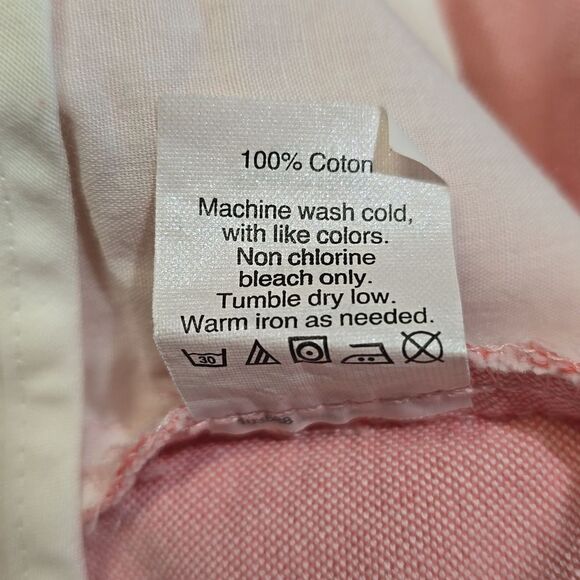 100% Coton
Machine wash cold,
with like colors.
Non chlorine
bleach only.
Tumble dry low.
Warm iron as needed.
30